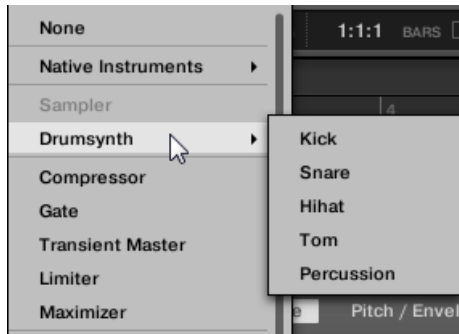 None
1:1:1 BARS
Native Instruments
Sampler
4
Drumsynth
Kick
Snare
Compressor
Hihat
Gate
Tom
Transient Master
Percussion
Limiter
Maximizer
Pitch / Envel